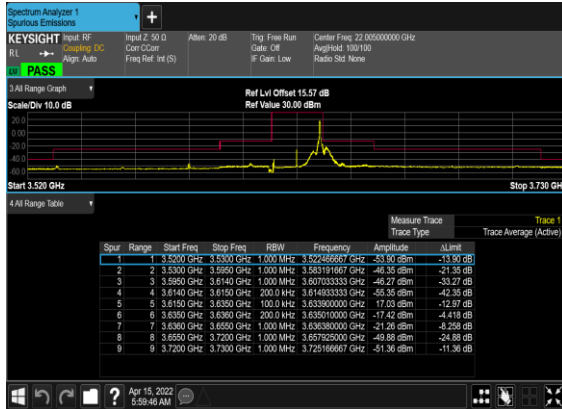 Spectrum Analyzer 1
Spurious Emissions
+
KEYSIGHT Input: RF Input Z: 50 Ω Atten: 20 dB Trig: Free Run Center Freq: 22.005000000 GHz
RL Coupling: DC Corr CCorr Gate: Off Avg|Hold: 100/100
Align: Auto Freq Ref: Int (S) IF Gain: Low Radio Std: None
PASS
3 All Range Graph Ref Lvl Offset 15.57 dB
Scale/Div 10.0 dB Ref Value 30.00 dBm
20.0
0.00
-20.0
-40.0
-60.0
Start 3.520 GHz Stop 3.730 GH
4 All Range Table
Measure Trace Trace 1
Trace Type Trace Average (Active)
Spur Range Start Freq Stop Freq RBW Frequency Amplitude ΔLimit
1 1 3.5200 GHz 3.5300 GHz 1.000 MHz 3.522466667 GHz -53.90 dBm -13.90 dB
2 2 3.5300 GHz 3.5950 GHz 1.000 MHz 3.583191667 GHz -46.35 dBm -21.35 dB
3 3 3.5950 GHz 3.6140 GHz 1.000 MHz 3.607033333 GHz -46.27 dBm -33.27 dB
4 4 3.6140 GHz 3.6150 GHz 200.0 kHz 3.614933333 GHz -55.35 dBm -42.35 dB
5 5 3.6150 GHz 3.6350 GHz 100.0 kHz 3.633900000 GHz 17.03 dBm -12.97 dB
6 6 3.6350 GHz 3.6360 GHz 200.0 kHz 3.635010000 GHz -17.42 dBm -4.418 dB
7 7 3.6360 GHz 3.6550 GHz 1.000 MHz 3.636380000 GHz -21.26 dBm -8.258 dB
8 8 3.6550 GHz 3.7200 GHz 1.000 MHz 3.657925000 GHz -49.88 dBm -24.88 dB
9 9 3.7200 GHz 3.7300 GHz 1.000 MHz 3.725166667 GHz -51.36 dBm -11.36 dB
? Apr 15, 2022
5:59:46 AM